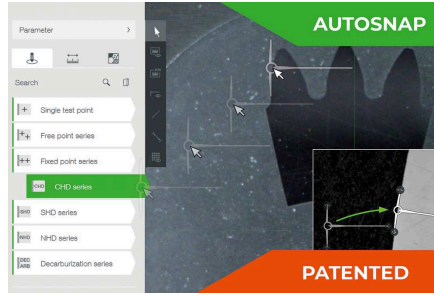 AUTOSNAP
Parameter
Search
Single test point
Free point series
Fixed point series
CHD
CHD series
SHD series
NHD
NHD series
DEC
ARB
Decarburization series
PATENTED